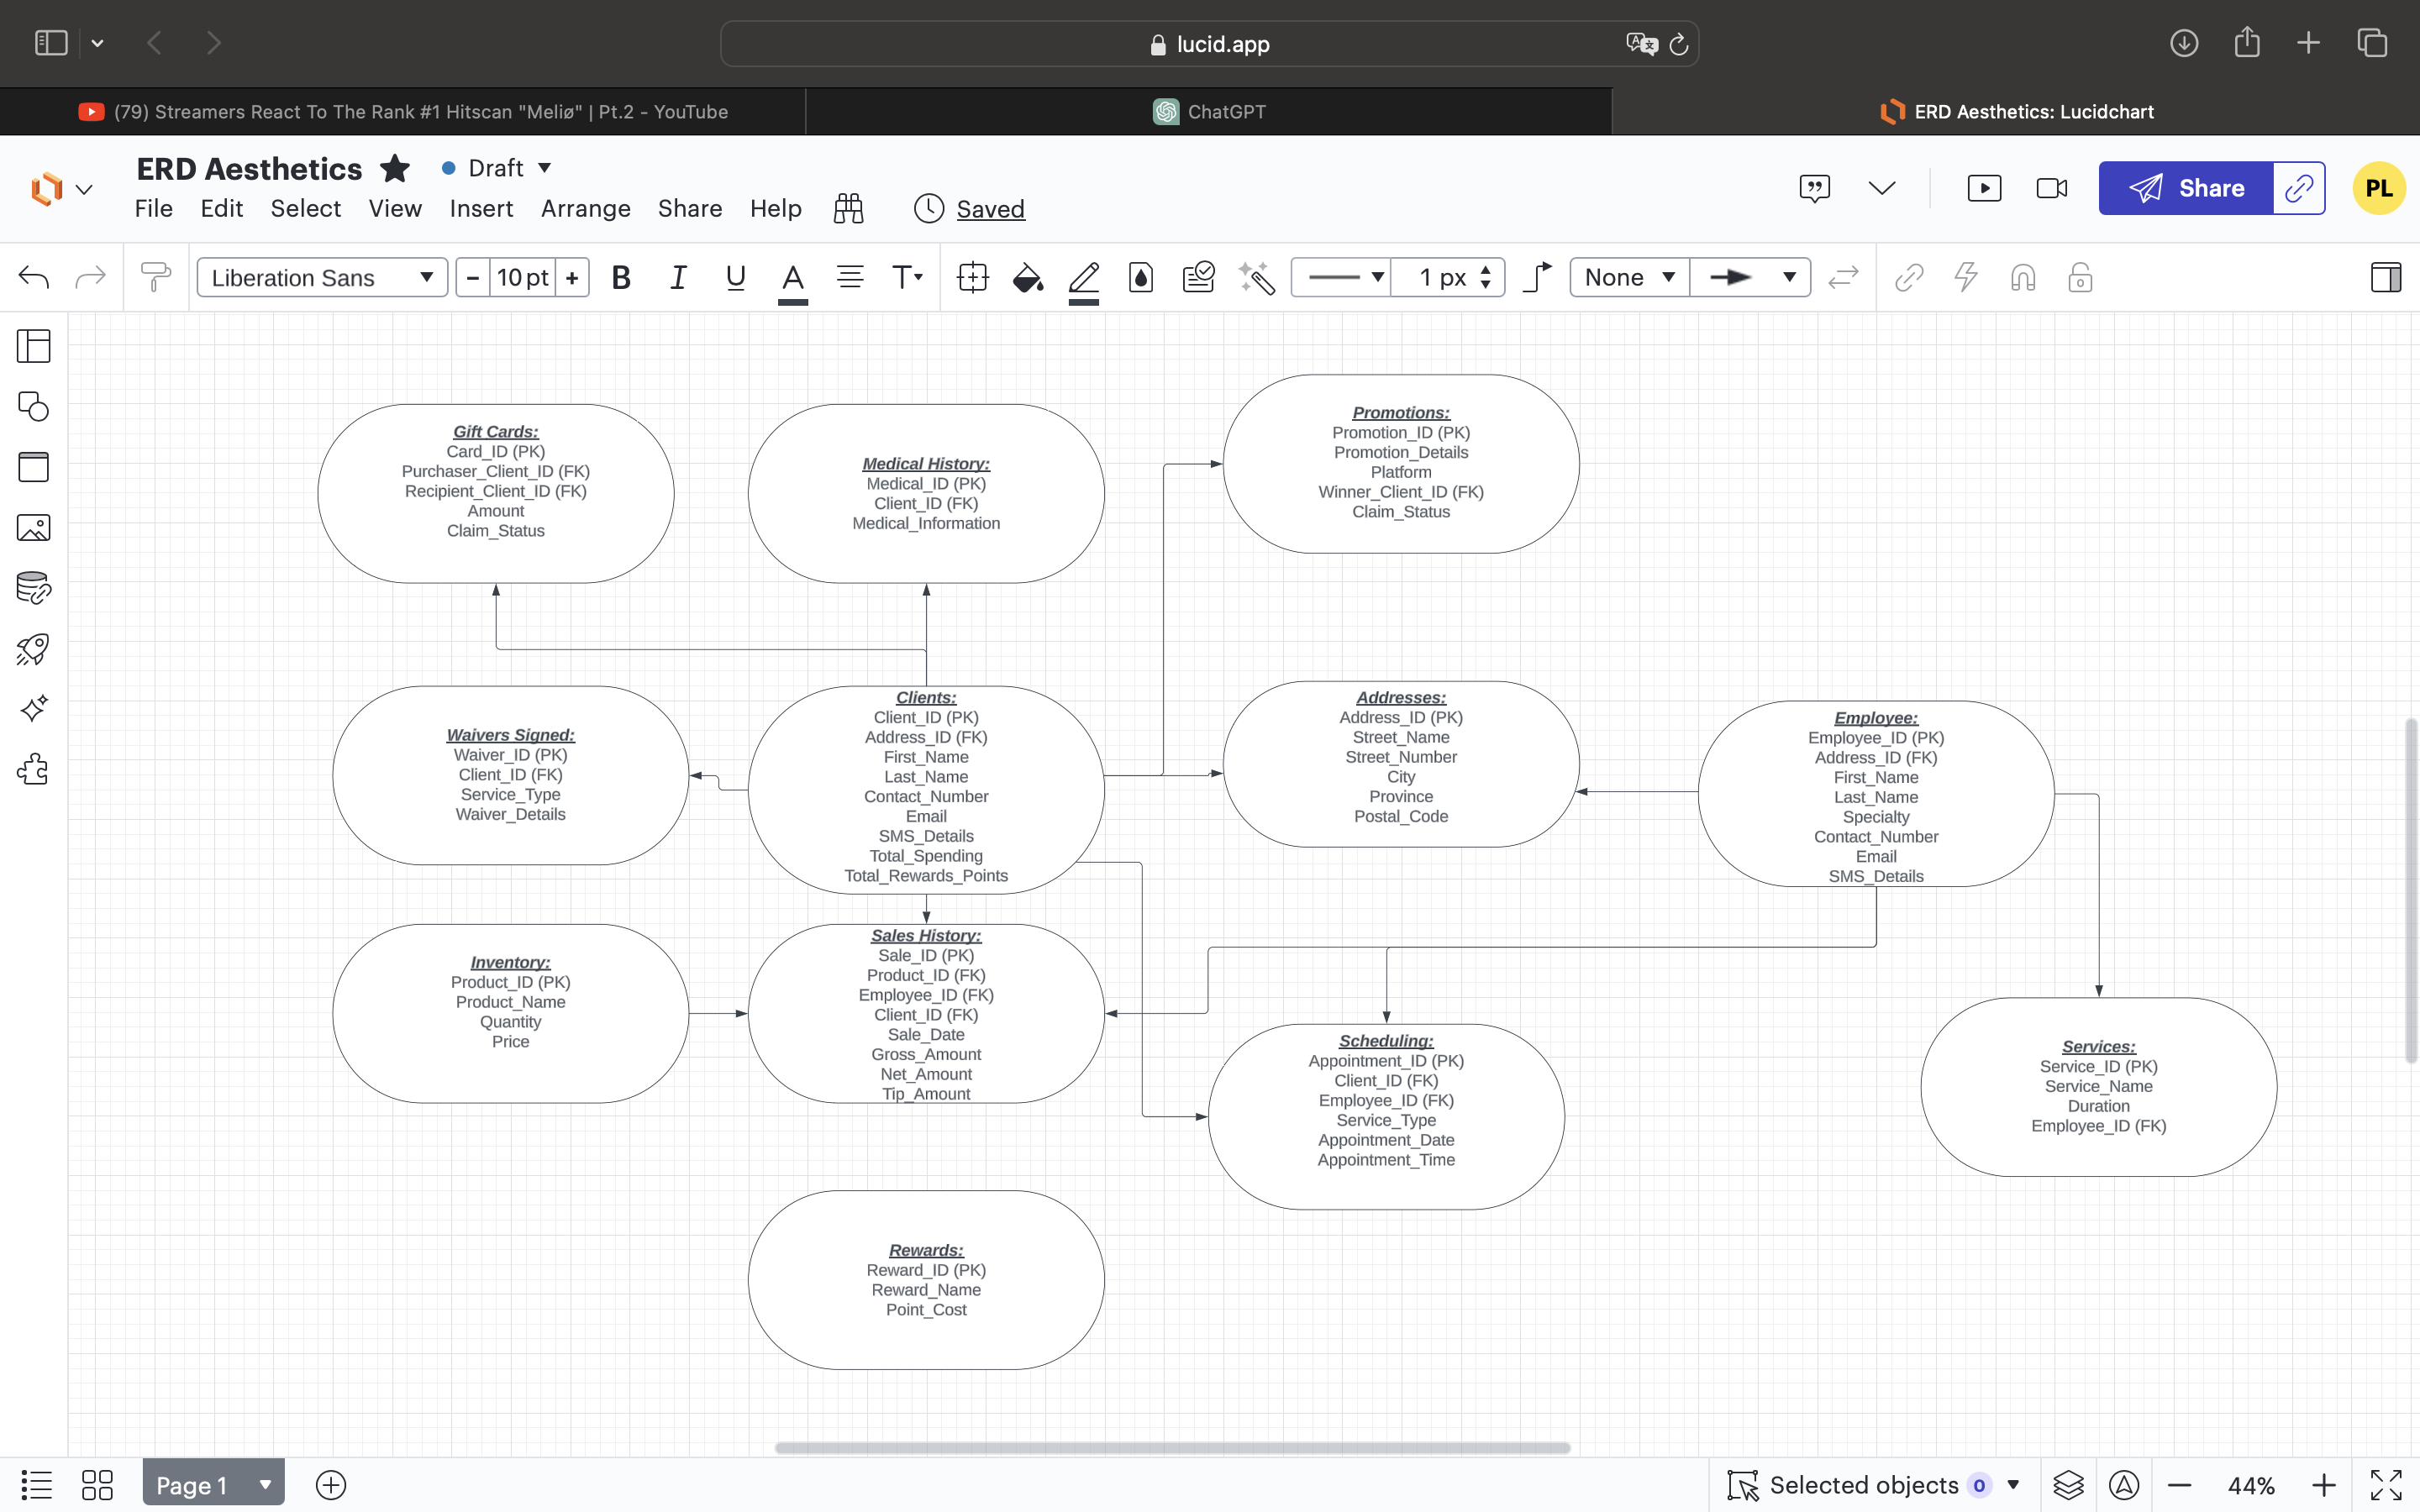 lucid.app
(79) Streamers React To The Rank #1 Hitscan "Meliø" | Pt.2 - YouTube
ChatGPT
ERD Aesthetics: Lucidchart
ERD Aesthetics
Draft
File Edit Select View Insert Arrange Share Help
Saved
Share
PL
Liberation Sans
10 pt
B I U A T
1 px
None
Gift Cards:
Card_ID (PK)
Purchaser_Client_ID (FK)
Recipient_Client_ID (FK)
Amount
Claim_Status
Medical History:
Medical_ID (PK)
Client_ID (FK)
Medical_Information
Promotions:
Promotion_ID (PK)
Promotion_Details
Platform
Winner_Client_ID (FK)
Claim_Status
Waivers Signed:
Waiver_ID (PK)
Client_ID (FK)
Service_Type
Waiver_Details
Clients:
Client_ID (PK)
Address_ID (FK)
First_Name
Last_Name
Contact_Number
Email
SMS_Details
Total_Spending
Total_Rewards_Points
Addresses:
Address_ID (PK)
Street_Name
Street_Number
City
Province
Postal_Code
Employee:
Employee_ID (PK)
Address_ID (FK)
First_Name
Last_Name
Specialty
Contact_Number
Email
SMS_Details
Inventory:
Product_ID (PK)
Product_Name
Quantity
Price
Sales History:
Sale_ID (PK)
Product_ID (FK)
Employee_ID (FK)
Client_ID (FK)
Sale_Date
Gross_Amount
Net_Amount
Tip_Amount
Scheduling:
Appointment_ID (PK)
Client_ID (FK)
Employee_ID (FK)
Service_Type
Appointment_Date
Appointment_Time
Services:
Service_ID (PK)
Service_Name
Duration
Employee_ID (FK)
Rewards:
Reward_ID (PK)
Reward_Name
Point_Cost
Page 1
Selected objects 0
44%